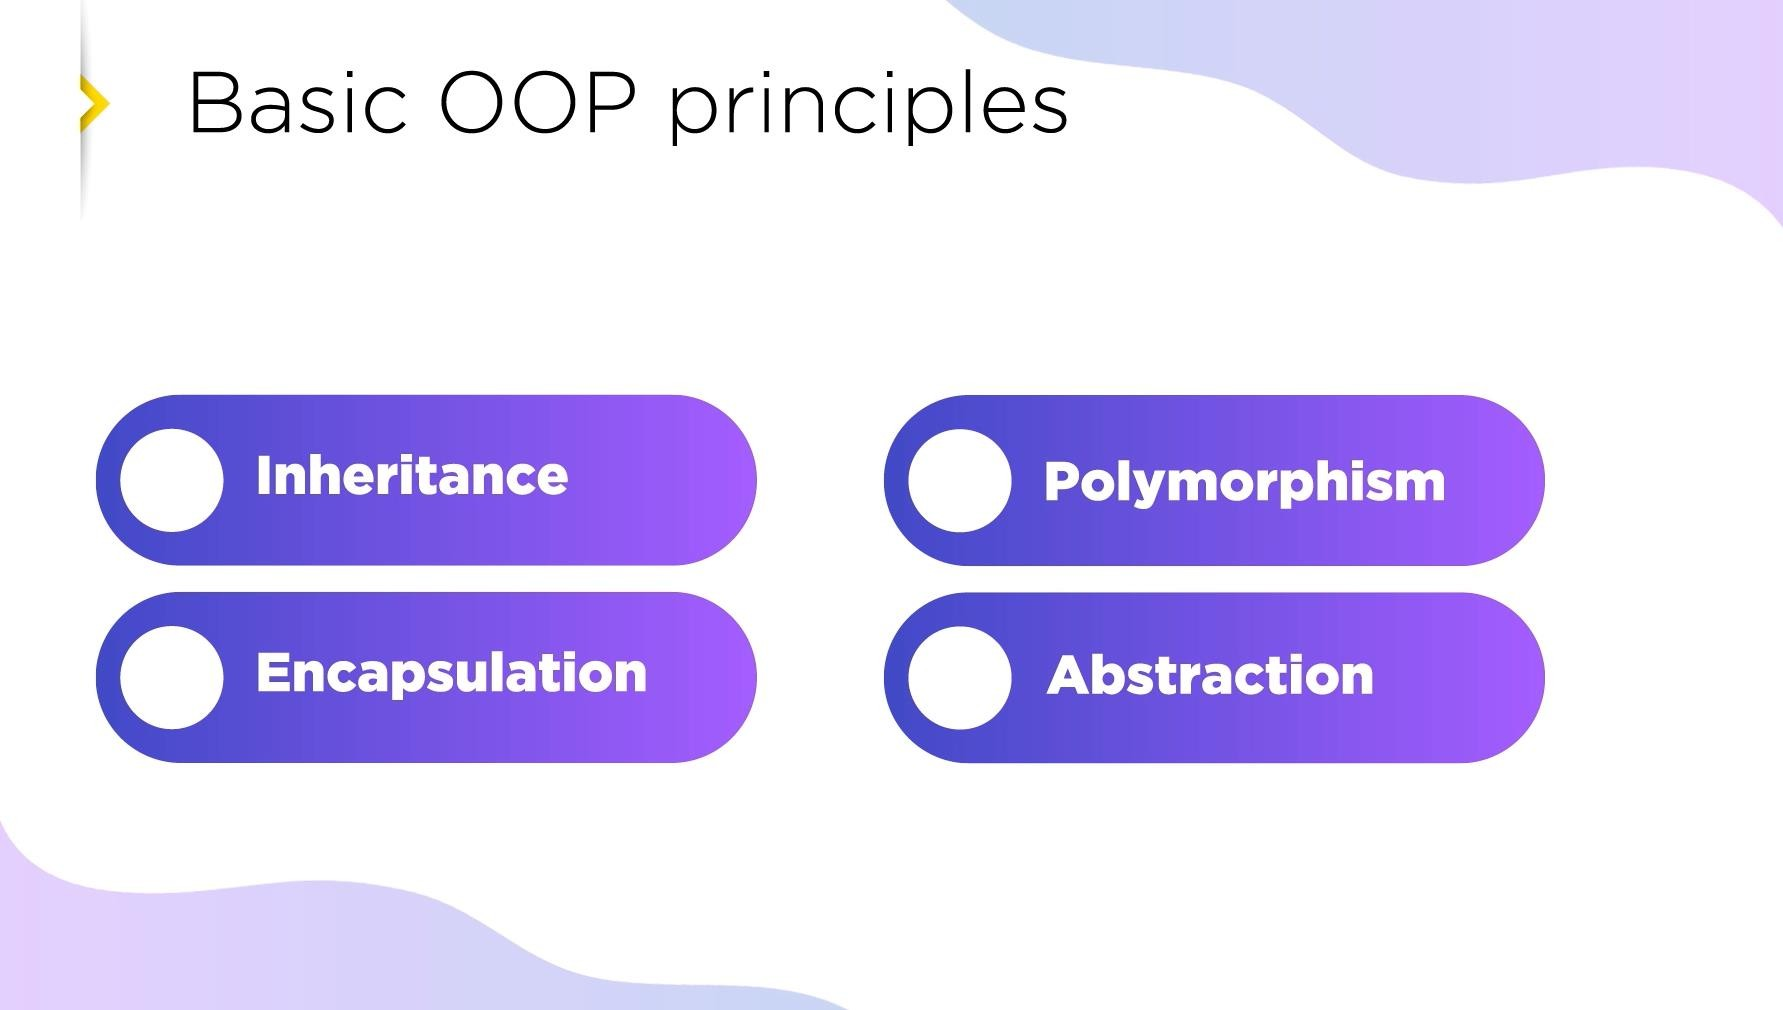 Basic OOP principles
Inheritance
Polymorphism
Encapsulation
Abstraction